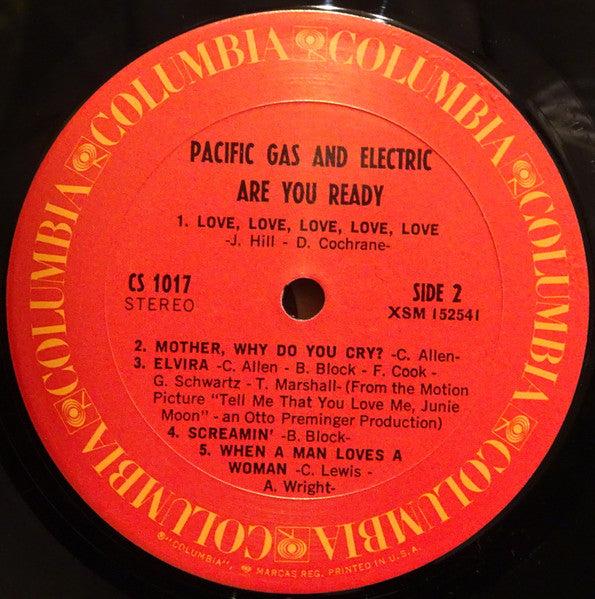 COLUMBIA COLUMBIA COLUMBIA COLUMBIA COLUMBIA COLUMBIA
PACIFIC GAS AND ELECTRIC
ARE YOU READY
1. LOVE, LOVE, LOVE, LOVE, LOVE
-J. Hill - D. Cochrane-
CS 1017
STEREO
SIDE 2
XSM 152541
2. MOTHER, WHY DO YOU CRY? -C. Allen-
3. ELVIRA -C. Allen - B. Block - F. Cook -
G. Schwartz - T. Marshall- (From the Motion
Picture "Tell Me That You Love Me, Junie
Moon" - an Otto Preminger Production)
4. SCREAMIN' -B. Block-
5. WHEN A MAN LOVES A
WOMAN -C. Lewis -
A. Wright-
®"COLUMBIA", MARCAS REG. PRINTED IN U.S.A.